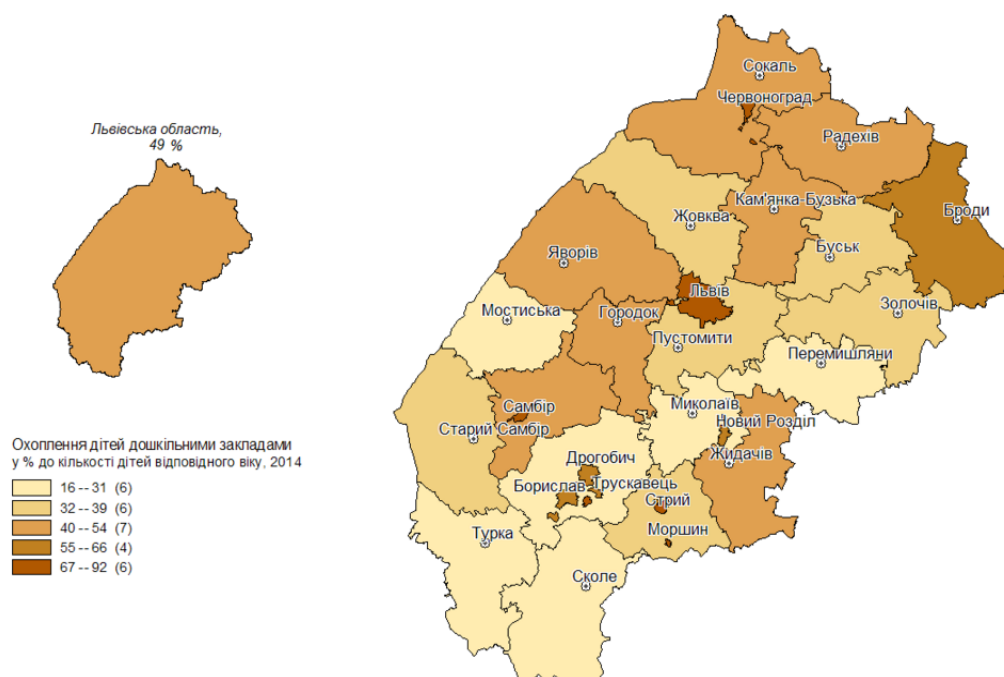 Львівська область,
49 %
Охоплення дітей дошкільними закладами
у % до кількості дітей відповідного віку, 2014
16 -- 31 (6)
32 -- 39 (6)
40 -- 54 (7)
55 -- 66 (4)
67 -- 92 (6)
Сокаль
Червоноград
Радехів
Кам'янка-Бузька
Броди
Жовква
Буськ
Яворів
Львів
Золочів
Мостиська
Городок
Пустомити
Перемишляни
Самбір
Миколаїв
Новий Розділ
Старий Самбір
Жидачів
Дрогобич
Борислав
Трускавець
Стрий
Турка
Моршин
Сколе